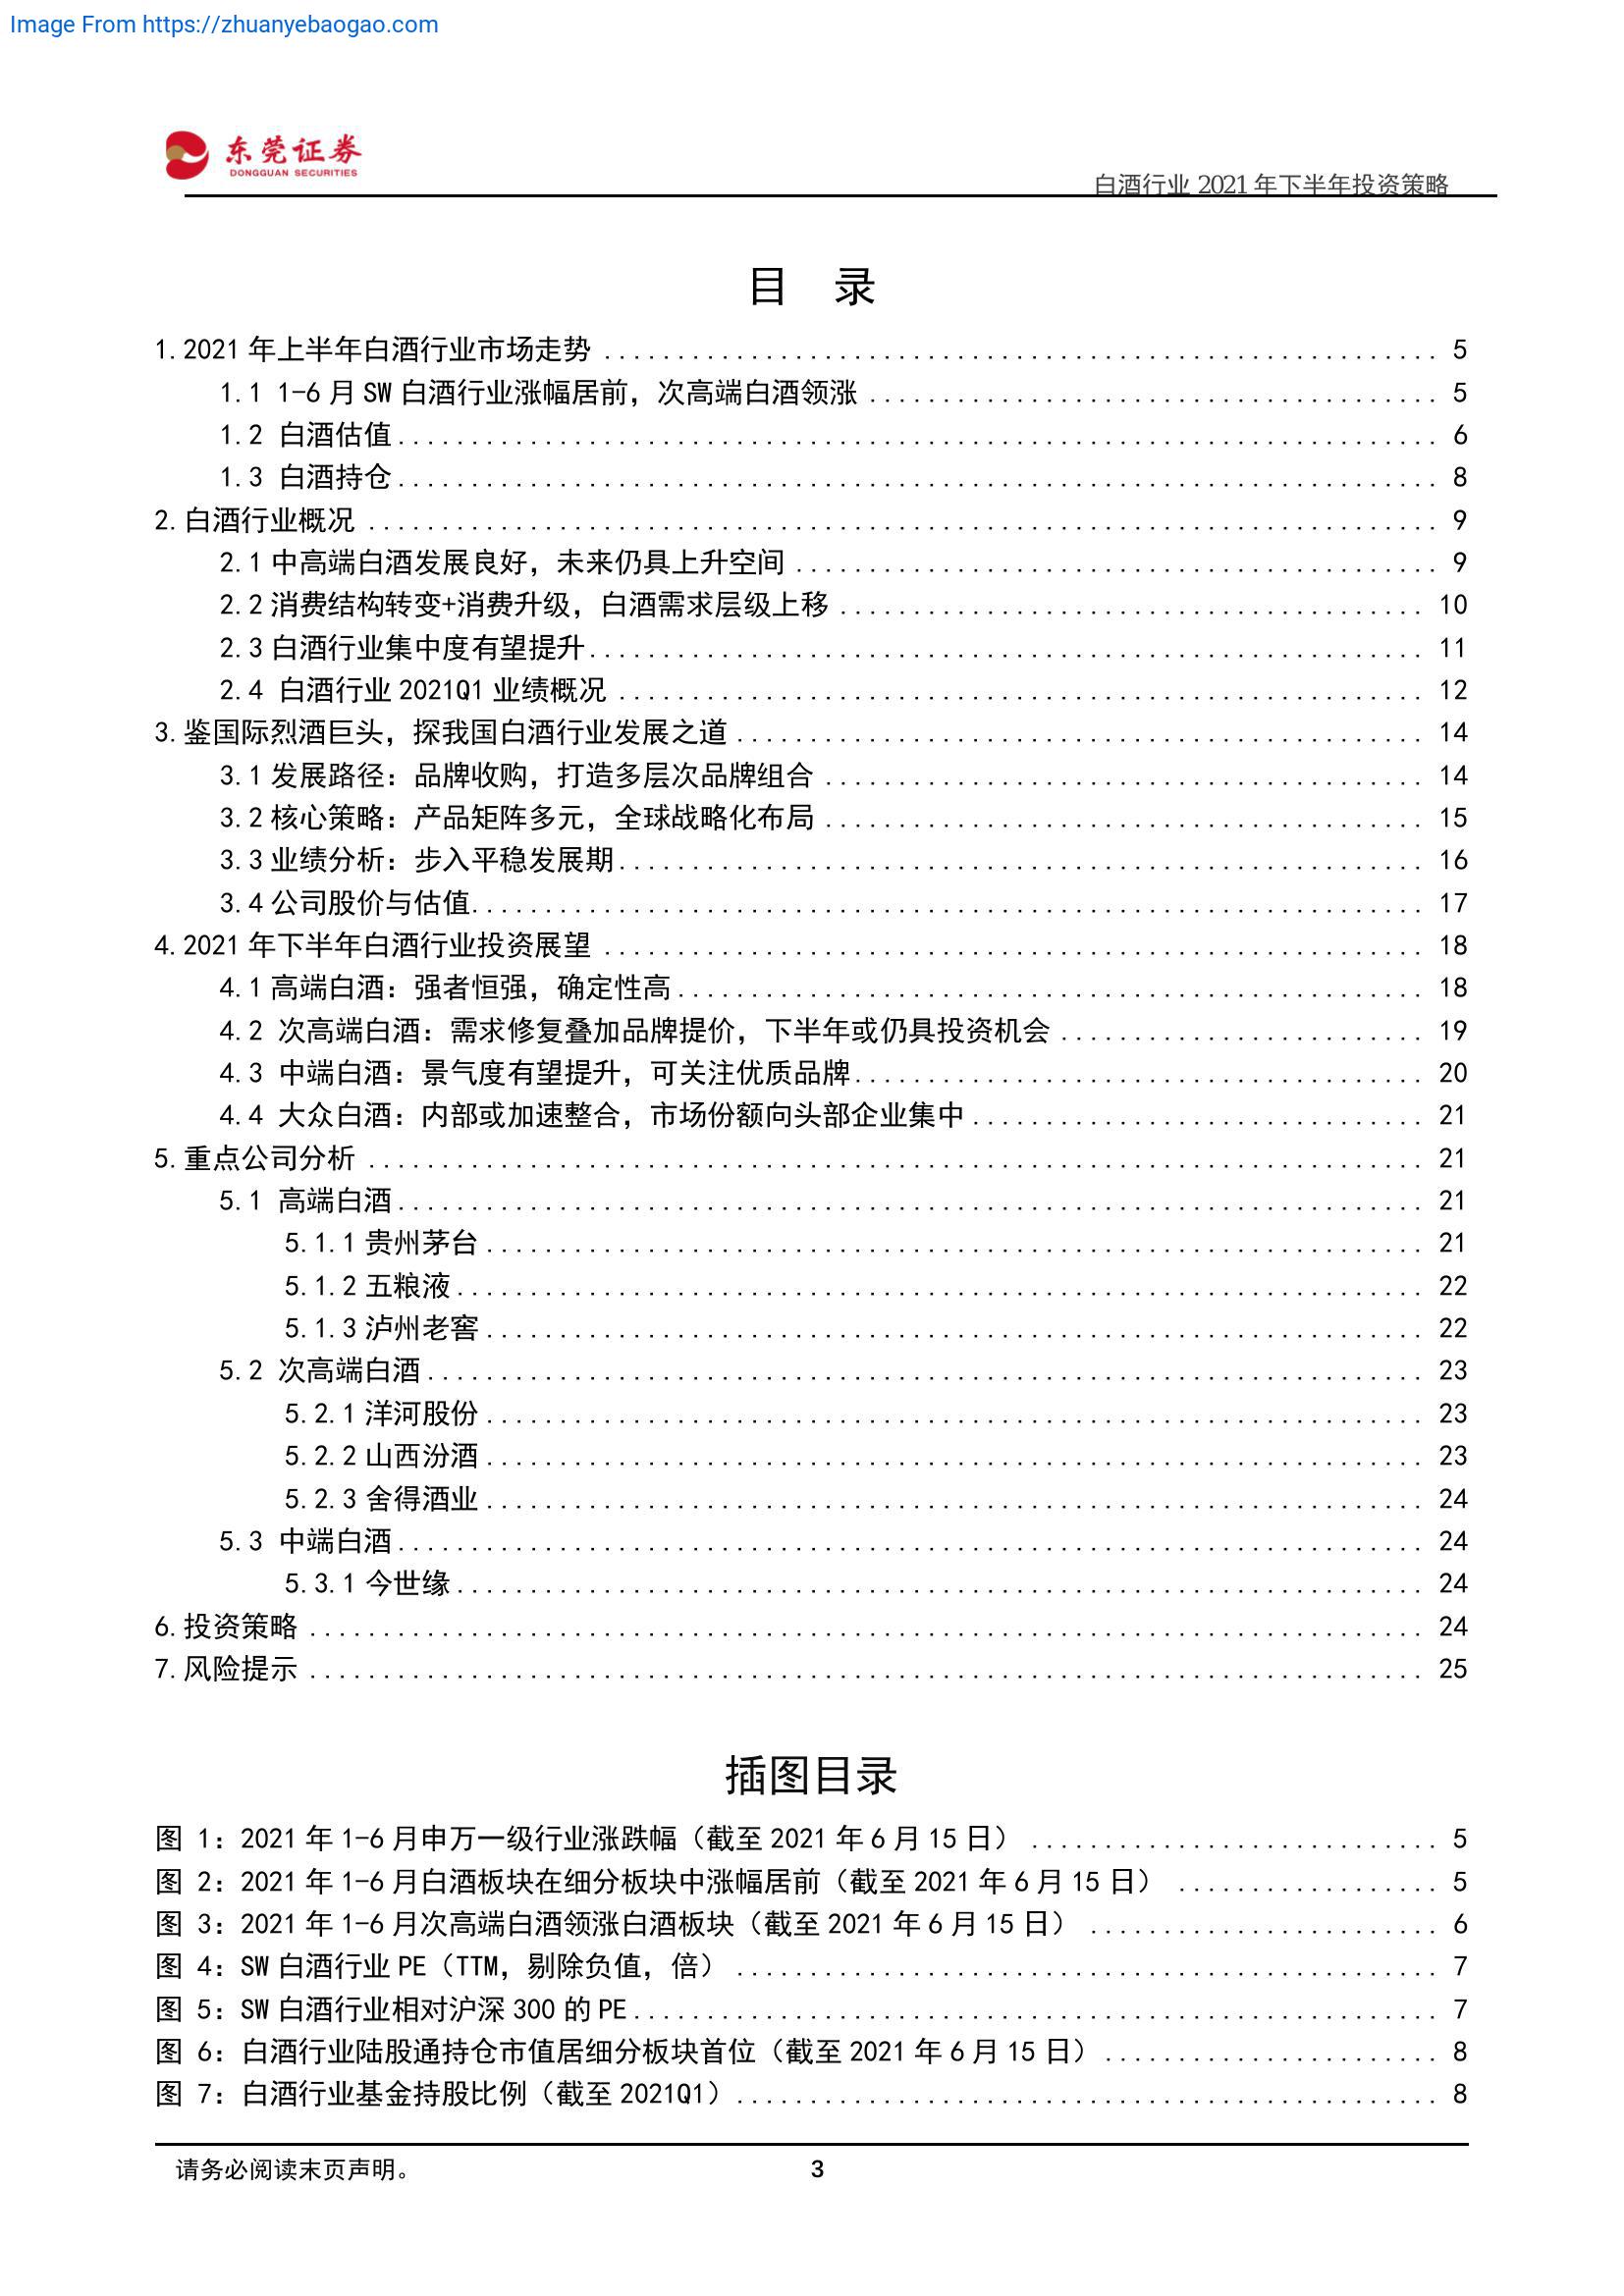 Image From https://zhuanyebaogao.com
东莞证券
DONGGUAN SECURITIES
白酒行业 2021 年下半年投资策略
目 录
1.2021 年上半年白酒行业市场走势 ........ 5
1.1 1-6 月 SW 白酒行业涨幅居前，次高端白酒领涨 ........ 5
1.2 白酒估值 ........ 6
1.3 白酒持仓 ........ 8
2.白酒行业概况 ........ 9
2.1 中高端白酒发展良好，未来仍具上升空间 ........ 9
2.2 消费结构转变+消费升级，白酒需求层级上移 ........ 10
2.3 白酒行业集中度有望提升 ........ 11
2.4 白酒行业 2021Q1 业绩概况 ........ 12
3.鉴国际烈酒巨头，探我国白酒行业发展之道 ........ 14
3.1 发展路径：品牌收购，打造多层次品牌组合 ........ 14
3.2 核心策略：产品矩阵多元，全球战略化布局 ........ 15
3.3 业绩分析：步入平稳发展期 ........ 16
3.4 公司股价与估值 ........ 17
4.2021 年下半年白酒行业投资展望 ........ 18
4.1 高端白酒：强者恒强，确定性高 ........ 18
4.2 次高端白酒：需求修复叠加品牌提价，下半年或仍具投资机会 ........ 19
4.3 中端白酒：景气度有望提升，可关注优质品牌 ........ 20
4.4 大众白酒：内部或加速整合，市场份额向头部企业集中 ........ 21
5.重点公司分析 ........ 21
5.1 高端白酒 ........ 21
5.1.1 贵州茅台 ........ 21
5.1.2 五粮液 ........ 22
5.1.3 泸州老窖 ........ 22
5.2 次高端白酒 ........ 23
5.2.1 洋河股份 ........ 23
5.2.2 山西汾酒 ........ 23
5.2.3 舍得酒业 ........ 24
5.3 中端白酒 ........ 24
5.3.1 今世缘 ........ 24
6.投资策略 ........ 24
7.风险提示 ........ 25
插图目录
图 1：2021 年 1-6 月申万一级行业涨跌幅（截至 2021 年 6 月 15 日） ........ 5
图 2：2021 年 1-6 月白酒板块在细分板块中涨幅居前（截至 2021 年 6 月 15 日） ........ 5
图 3：2021 年 1-6 月次高端白酒领涨白酒板块（截至 2021 年 6 月 15 日） ........ 6
图 4：SW 白酒行业 PE（TTM，剔除负值，倍） ........ 7
图 5：SW 白酒行业相对沪深 300 的 PE ........ 7
图 6：白酒行业陆股通持仓市值居细分板块首位（截至 2021 年 6 月 15 日） ........ 8
图 7：白酒行业基金持股比例（截至 2021Q1） ........ 8
请务必阅读末页声明。
3